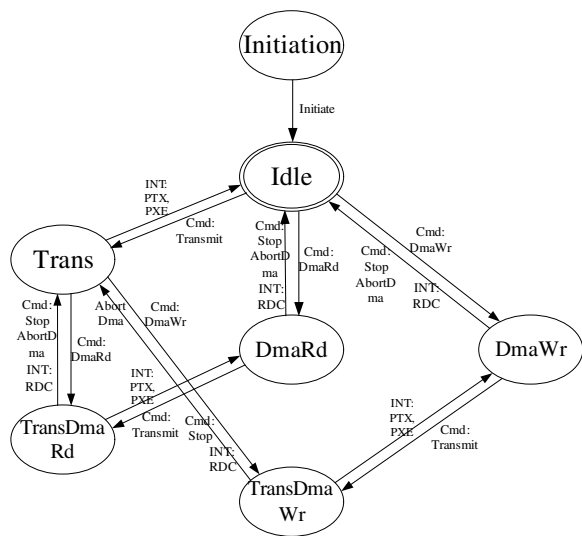 Initiation
Initiate
Idle
INT:
PTX,
PXE
Cmd:
Transmit
Cmd:
Stop
AbortD
ma
INT:
RDC
Cmd:
DmaRd
Cmd:
Stop
AbortD
ma
INT:
RDC
Cmd:
DmaWr
Trans
Cmd:
Stop
AbortD
ma
INT:
RDC
Cmd:
DmaRd
Abort
Dma
Cmd:
DmaWr
DmaRd
DmaWr
INT:
PTX,
PXE
Cmd:
Transmit
Cmd:
Stop
INT:
RDC
INT:
PTX,
PXE
Cmd:
Transmit
TransDma
Rd
TransDma
Wr